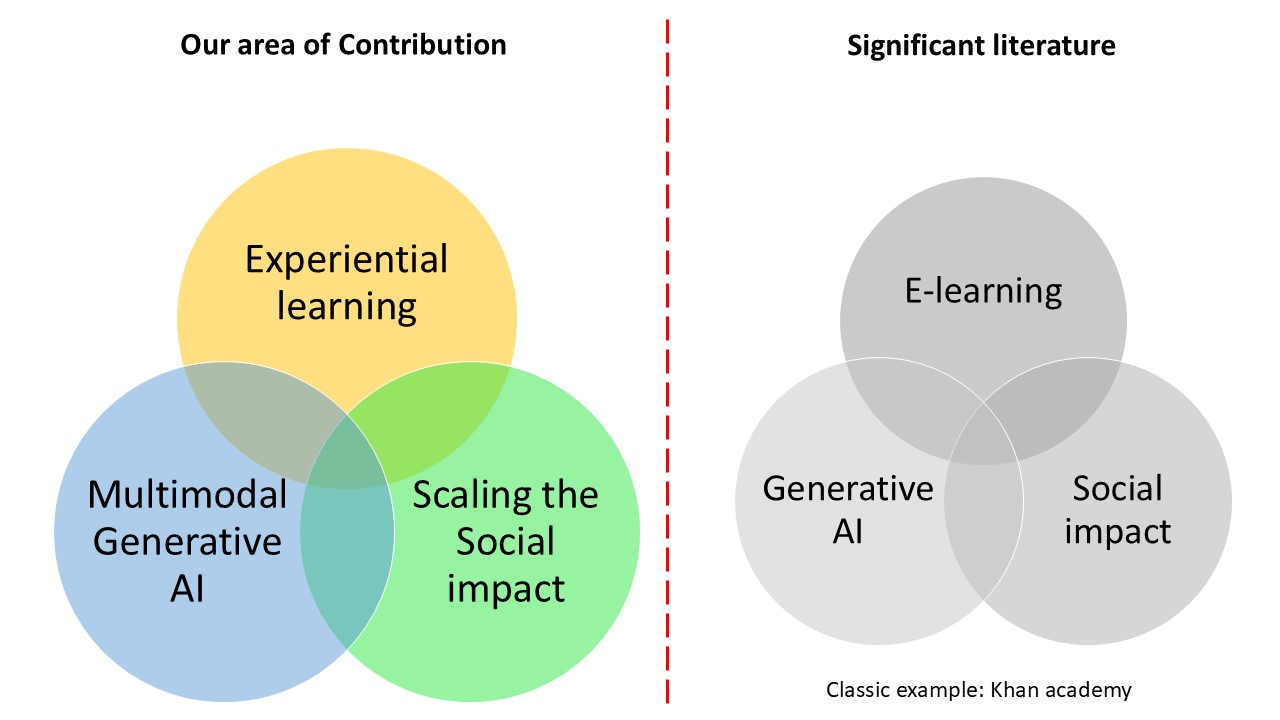 Our area of Contribution
Experiential
learning
Multimodal
Generative
AI
Scaling the
Social
impact
Significant literature
E-learning
Generative
AI
Social
impact
Classic example: Khan academy